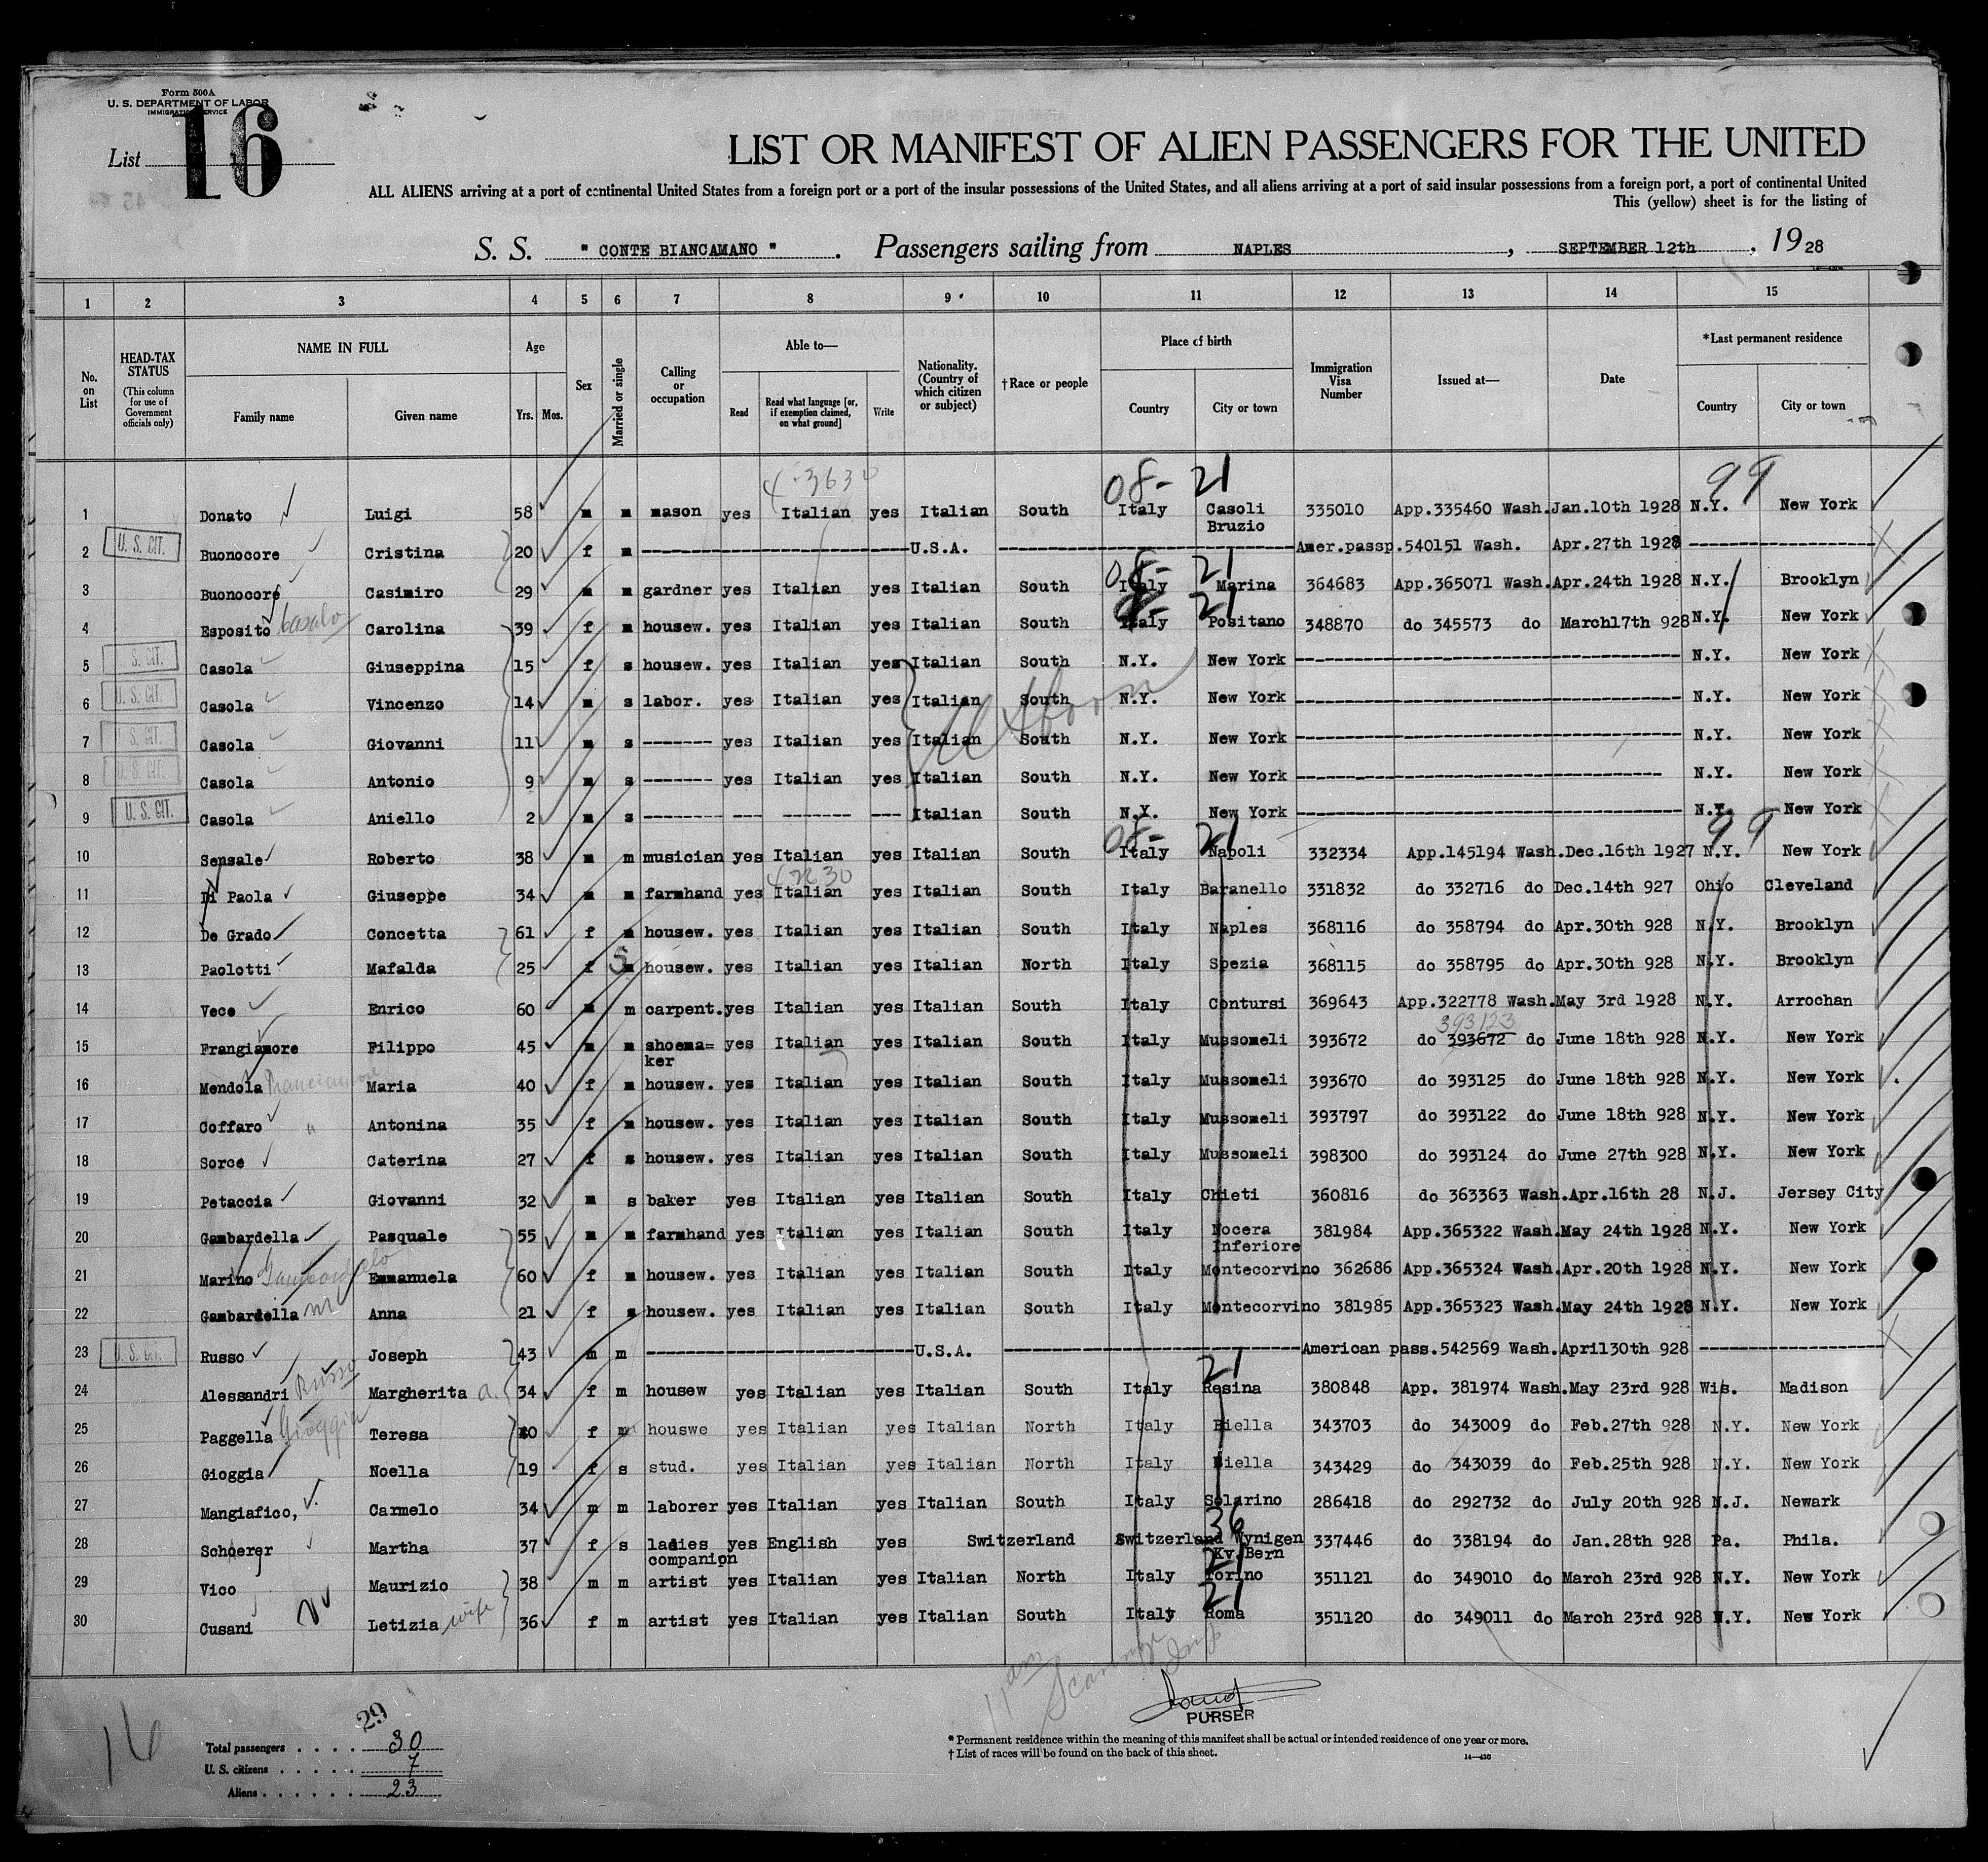 Form 500A
U. S. DEPARTMENT OF LABOR
IMMIGRATION SERVICE
List 16
LIST OR MANIFEST OF ALIEN PASSENGERS FOR THE UNITED
ALL ALIENS arriving at a port of continental United States from a foreign port or a port of the insular possessions of the United States, and all aliens arriving at a port of said insular possessions from a foreign port, a port of continental United
This (yellow) sheet is for the listing of
S. S. " CONTE BIANCAMANO ". Passengers sailing from NAPLES, SEPTEMBER 12th. 1928
1 2 3 4 5 6 7 8 9 10 11 12 13 14 15
No. on List
HEAD-TAX STATUS (This column for use of Government officials only)
NAME IN FULL Family name Given name
Age Yrs. Mos.
Sex
Married or single
Calling or occupation
Able to— Read Read what language [or, if exemption claimed, on what ground] Write
Nationality. (Country of which citizen or subject)
†Race or people
Place of birth Country City or town
Immigration Visa Number
Issued at—
Date
*Last permanent residence Country City or town
4-3630 08- 21 99
1 Donato Luigi 58 m m mason yes Italian yes Italian South Italy Casoli Bruzio 335010 App.335460 Wash. Jan.10th 1928 N.Y. New York
2 U. S. CIT. Buonocore Cristina 20 f m U.S.A. Amer.passp.540151 Wash. Apr.27th 1928
08- 21
3 Buonocore Casimiro 29 m m gardner yes Italian yes Italian South Italy Marina 364683 App.365071 Wash. Apr.24th 1928 N.Y. Brooklyn
21
4 Esposito Casola Carolina 39 f m housew. yes Italian yes Italian South Italy Positano 348870 do 345573 do March17th 928 N.Y. New York
5 S. CIT. Casola Giuseppina 15 f s housew. yes Italian yes Italian South N.Y. New York N.Y. New York
6 U. S. CIT. Casola Vincenzo 14 m s labor. yes Italian yes Italian South N.Y. New York N.Y. New York
7 U. S. CIT. Casola Giovanni 11 m s ------- yes Italian yes Italian South N.Y. New York N.Y. New York
8 U. S. CIT. Casola Antonio 9 m s ------- yes Italian yes Italian South N.Y. New York N.Y. New York
9 U. S. CIT. Casola Aniello 2 m s -------- --- ------- --- Italian South N.Y. New York N.Y. New York
08- 21 99
10 Sensale Roberto 38 m m musician yes Italian yes Italian South Italy Napoli 332334 App.145194 Wash. Dec.16th 1927 N.Y. New York
11 Di Paola Giuseppe 34 m m farmhand yes Italian yes Italian South Italy Baranello 331832 do 332716 do Dec.14th 927 Ohio Cleveland
12 De Grado Concetta 61 f m housew. yes Italian yes Italian South Italy Naples 368116 do 358794 do Apr.30th 928 N.Y. Brooklyn
13 Paolotti Mafalda 25 f S m housew. yes Italian yes Italian North Italy Spezia 368115 do 358795 do Apr.30th 928 N.Y. Brooklyn
14 Vece Enrico 60 m m carpent. yes Italian yes Italian South Italy Contursi 369643 App.322778 Wash. May 3rd 1928 N.Y. Arrochan
393123
15 Frangiamore Filippo 45 m m shoema= ker yes Italian yes Italian South Italy Mussomeli 393672 do 393672 do June 18th 928 N.Y. New York
16 Mendola Maria 40 f m housew. yes Italian yes Italian South Italy Mussomeli 393670 do 393125 do June 18th 928 N.Y. New York
17 Coffaro " Antonina 35 f m housew. yes Italian yes Italian South Italy Mussomeli 393797 do 393122 do June 18th 928 N.Y. New York
18 Sorce Caterina 27 f s housew. yes Italian yes Italian South Italy Mussomeli 398300 do 393124 do June 27th 928 N.Y. New York
19 Petaccia Giovanni 32 m s baker yes Italian yes Italian South Italy Chieti 360816 do 363363 Wash. Apr.16th 28 N.J. Jersey City
20 Gambardella Pasquale 55 m m farmhand yes Italian yes Italian South Italy Nocera Inferiore 381984 App.365322 Wash. May 24th 1928 N.Y. New York
21 Marino Emmanuela 60 f m housew. yes Italian yes Italian South Italy Montecorvino 362686 App.365324 Wash. Apr.20th 1928 N.Y. New York
22 Gambardella Anna 21 f s housew. yes Italian yes Italian South Italy Montecorvino 381985 App.365323 Wash. May 24th 1928 N.Y. New York
23 U. S. CIT. Russo Joseph 43 m m U.S.A. American pass.542569 Wash. April30th 928
21
24 Alessandri Russo Margherita a. 34 f m housew yes Italian yes Italian South Italy Resina 380848 App. 381974 Wash. May 23rd 928 Wis. Madison
25 Paggella Gioggia Teresa 40 f m houswe yes Italian yes Italian North Italy Biella 343703 do 343009 do Feb.27th 928 N.Y. New York
26 Gioggia Noella 19 f s stud. yes Italian yes Italian North Italy Biella 343429 do 343039 do Feb.25th 928 N.Y. New York
27 Mangiafico, Carmelo 34 m m laborer yes Italian yes Italian South Italy Solarino 286418 do 292732 do July 20th 928 N.J. Newark
36
28 Schoerer Martha 37 f s ladies companion yes English yes Switzerland Switzerland Wynigen Kv.Bern 337446 do 338194 do Jan.28th 928 Pa. Phila.
21
29 Vico Maurizio 38 m m artist yes Italian yes Italian North Italy Torino 351121 do 349010 do March 23rd 928 N.Y. New York
21
30 Cusani Letizia wife 36 f m artist yes Italian yes Italian South Italy Roma 351120 do 349011 do March 23rd 928 N.Y. New York
PURSER
16
29
Total passengers . . . . 30
U. S. citizens . . . . . 7
Aliens . . . . . . 23
* Permanent residence within the meaning of this manifest shall be actual or intended residence of one year or more.
† List of races will be found on the back of this sheet.
14—430